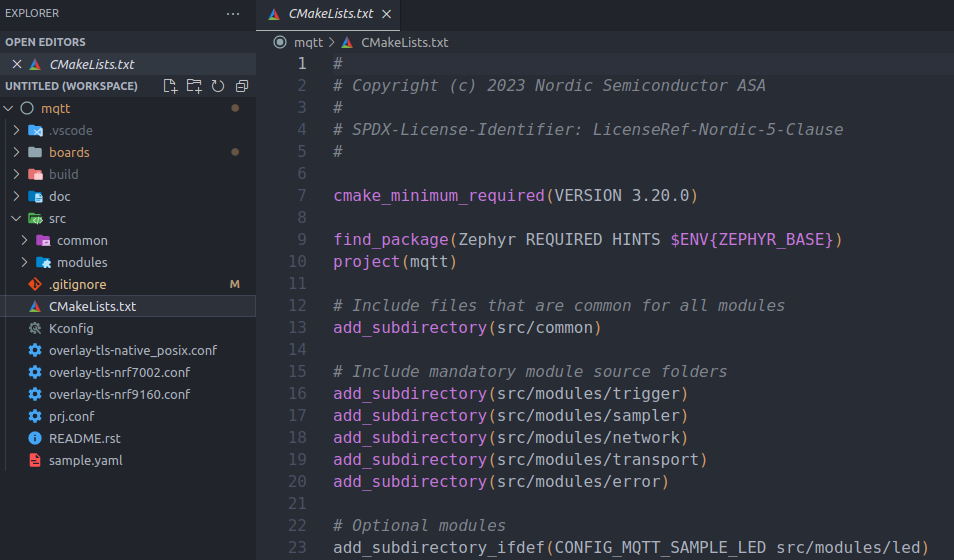 EXPLORER
···
OPEN EDITORS
CMakeLists.txt
UNTITLED (WORKSPACE)
mqtt
.vscode
boards
build
doc
src
common
modules
.gitignore M
CMakeLists.txt
Kconfig
overlay-tls-native_posix.conf
overlay-tls-nrf7002.conf
overlay-tls-nrf9160.conf
prj.conf
README.rst
sample.yaml
CMakeLists.txt
mqtt > CMakeLists.txt
1 #
2 # Copyright (c) 2023 Nordic Semiconductor ASA
3 #
4 # SPDX-License-Identifier: LicenseRef-Nordic-5-Clause
5 #
6
7 cmake_minimum_required(VERSION 3.20.0)
8
9 find_package(Zephyr REQUIRED HINTS $ENV{ZEPHYR_BASE})
10 project(mqtt)
11
12 # Include files that are common for all modules
13 add_subdirectory(src/common)
14
15 # Include mandatory module source folders
16 add_subdirectory(src/modules/trigger)
17 add_subdirectory(src/modules/sampler)
18 add_subdirectory(src/modules/network)
19 add_subdirectory(src/modules/transport)
20 add_subdirectory(src/modules/error)
21
22 # Optional modules
23 add_subdirectory_ifdef(CONFIG_MQTT_SAMPLE_LED src/modules/led)